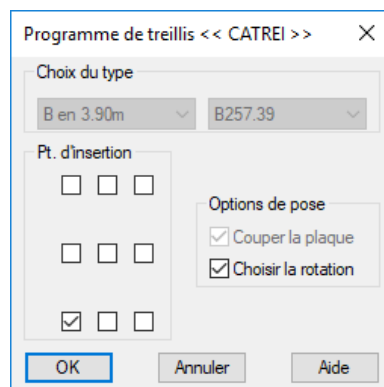 Programme de treillis << CATREI >>
Choix du type
B en 3.90m B257.39
Pt. d'insertion
Options de pose
Couper la plaque
Choisir la rotation
OK Annuler Aide